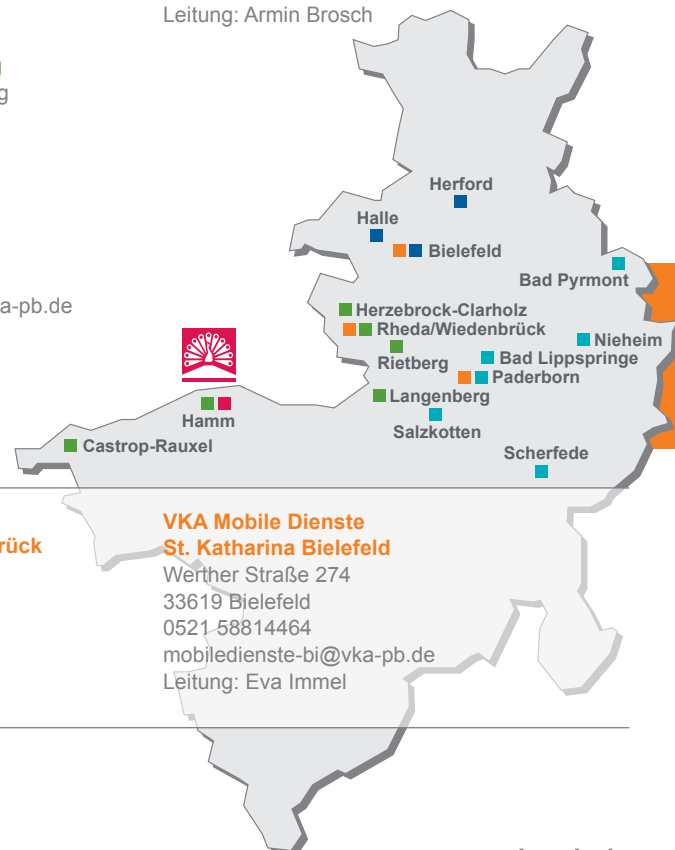 Leitung: Armin Brosch
g
a-pb.de
Herford
Halle
Bielefeld
Bad Pyrmont
Herzebrock-Clarholz
Rheda/Wiedenbrück
Nieheim
Rietberg
Bad Lippspringe
Paderborn
Langenberg
Hamm
Salzkotten
Castrop-Rauxel
Scherfede
rück
VKA Mobile Dienste
St. Katharina Bielefeld
Werther Straße 274
33619 Bielefeld
0521 58814464
mobiledienste-bi@vka-pb.de
Leitung: Eva Immel